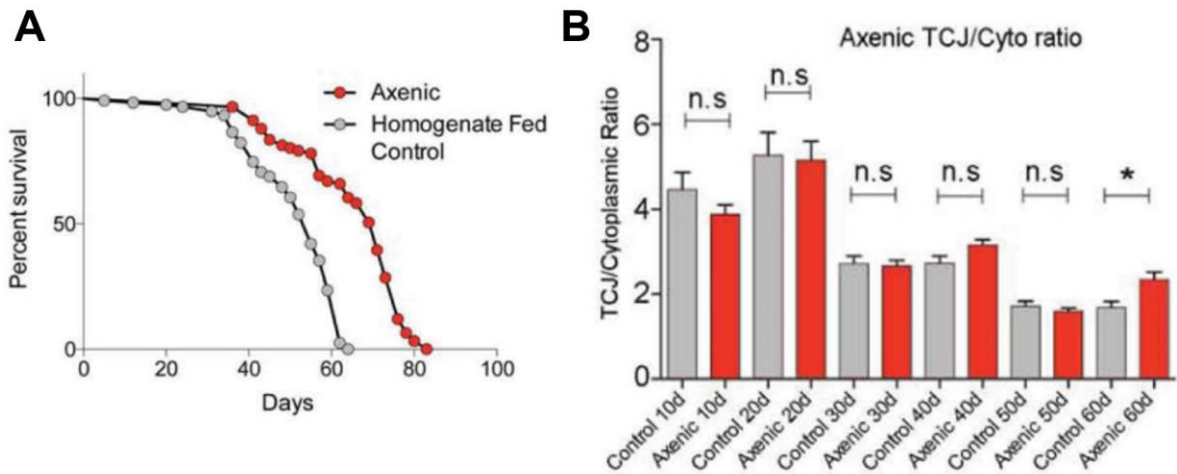 A
Axenic
Homogenate Fed
Control
Percent survival
100
50
0
0 20 40 60 80 100
Days
B
Axenic TCJ/Cyto ratio
TCJ/Cytoplasmic Ratio
8
6
4
2
0
n.s
n.s
n.s
n.s
n.s
*
Control 10d
Axenic 10d
Control 20d
Axenic 20d
Control 30d
Axenic 30d
Control 40d
Axenic 40d
Control 50d
Axenic 50d
Control 60d
Axenic 60d